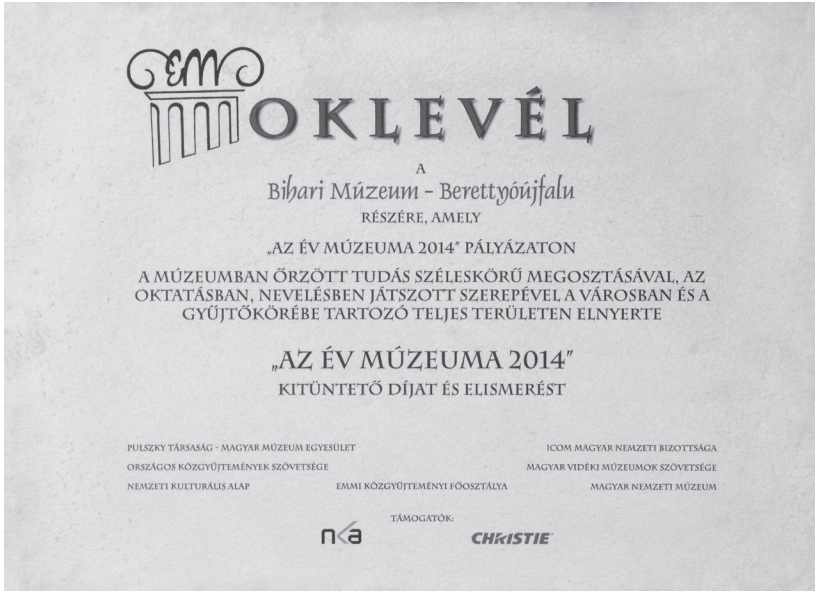 ÉM
OKLEVÉL
A
Bihari Múzeum - Berettyóújfalu
RÉSZÉRE, AMELY
„AZ ÉV MÚZEUMA 2014” PÁLYÁZATON
A MÚZEUMBAN ŐRZÖTT TUDÁS SZÉLESKÖRŰ MEGOSZTÁSÁVAL, AZ
OKTATÁSBAN, NEVELÉSBEN JÁTSZOTT SZEREPÉVEL A VÁROSBAN ÉS A
GYŰJTŐKÖRÉBE TARTOZÓ TELJES TERÜLETEN ELNYERTE
„AZ ÉV MÚZEUMA 2014”
KITÜNTETŐ DÍJAT ÉS ELISMERÉST
PULSZKY TÁRSASÁG - MAGYAR MÚZEUM EGYESÜLET
ICOM MAGYAR NEMZETI BIZOTTSÁGA
ORSZÁGOS KÖZGYŰJTEMÉNYEK SZÖVETSÉGE
MAGYAR VIDÉKI MÚZEUMOK SZÖVETSÉGE
NEMZETI KULTURÁLIS ALAP
EMMI KÖZGYŰJTEMÉNYI FŐOSZTÁLYA
MAGYAR NEMZETI MÚZEUM
TÁMOGATÓK:
nka
CHRISTIE